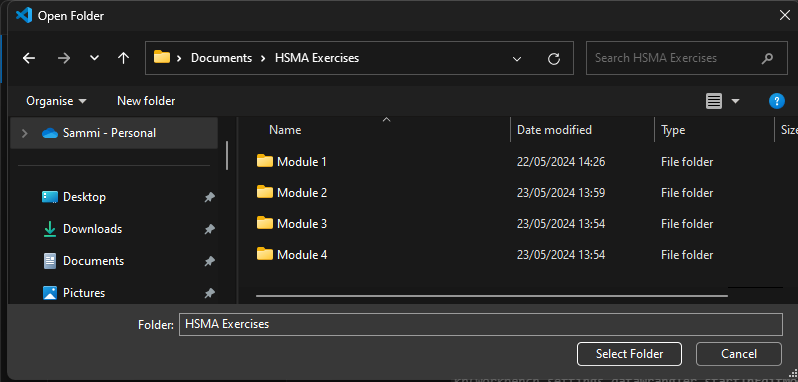 Open Folder
Documents HSMA Exercises Search HSMA Exercises
Organise New folder
Sammi - Personal
Desktop
Downloads
Documents
Pictures
Name Date modified Type Size
Module 1 22/05/2024 14:26 File folder
Module 2 23/05/2024 13:59 File folder
Module 3 23/05/2024 13:54 File folder
Module 4 23/05/2024 13:54 File folder
Folder: HSMA Exercises
Select Folder Cancel